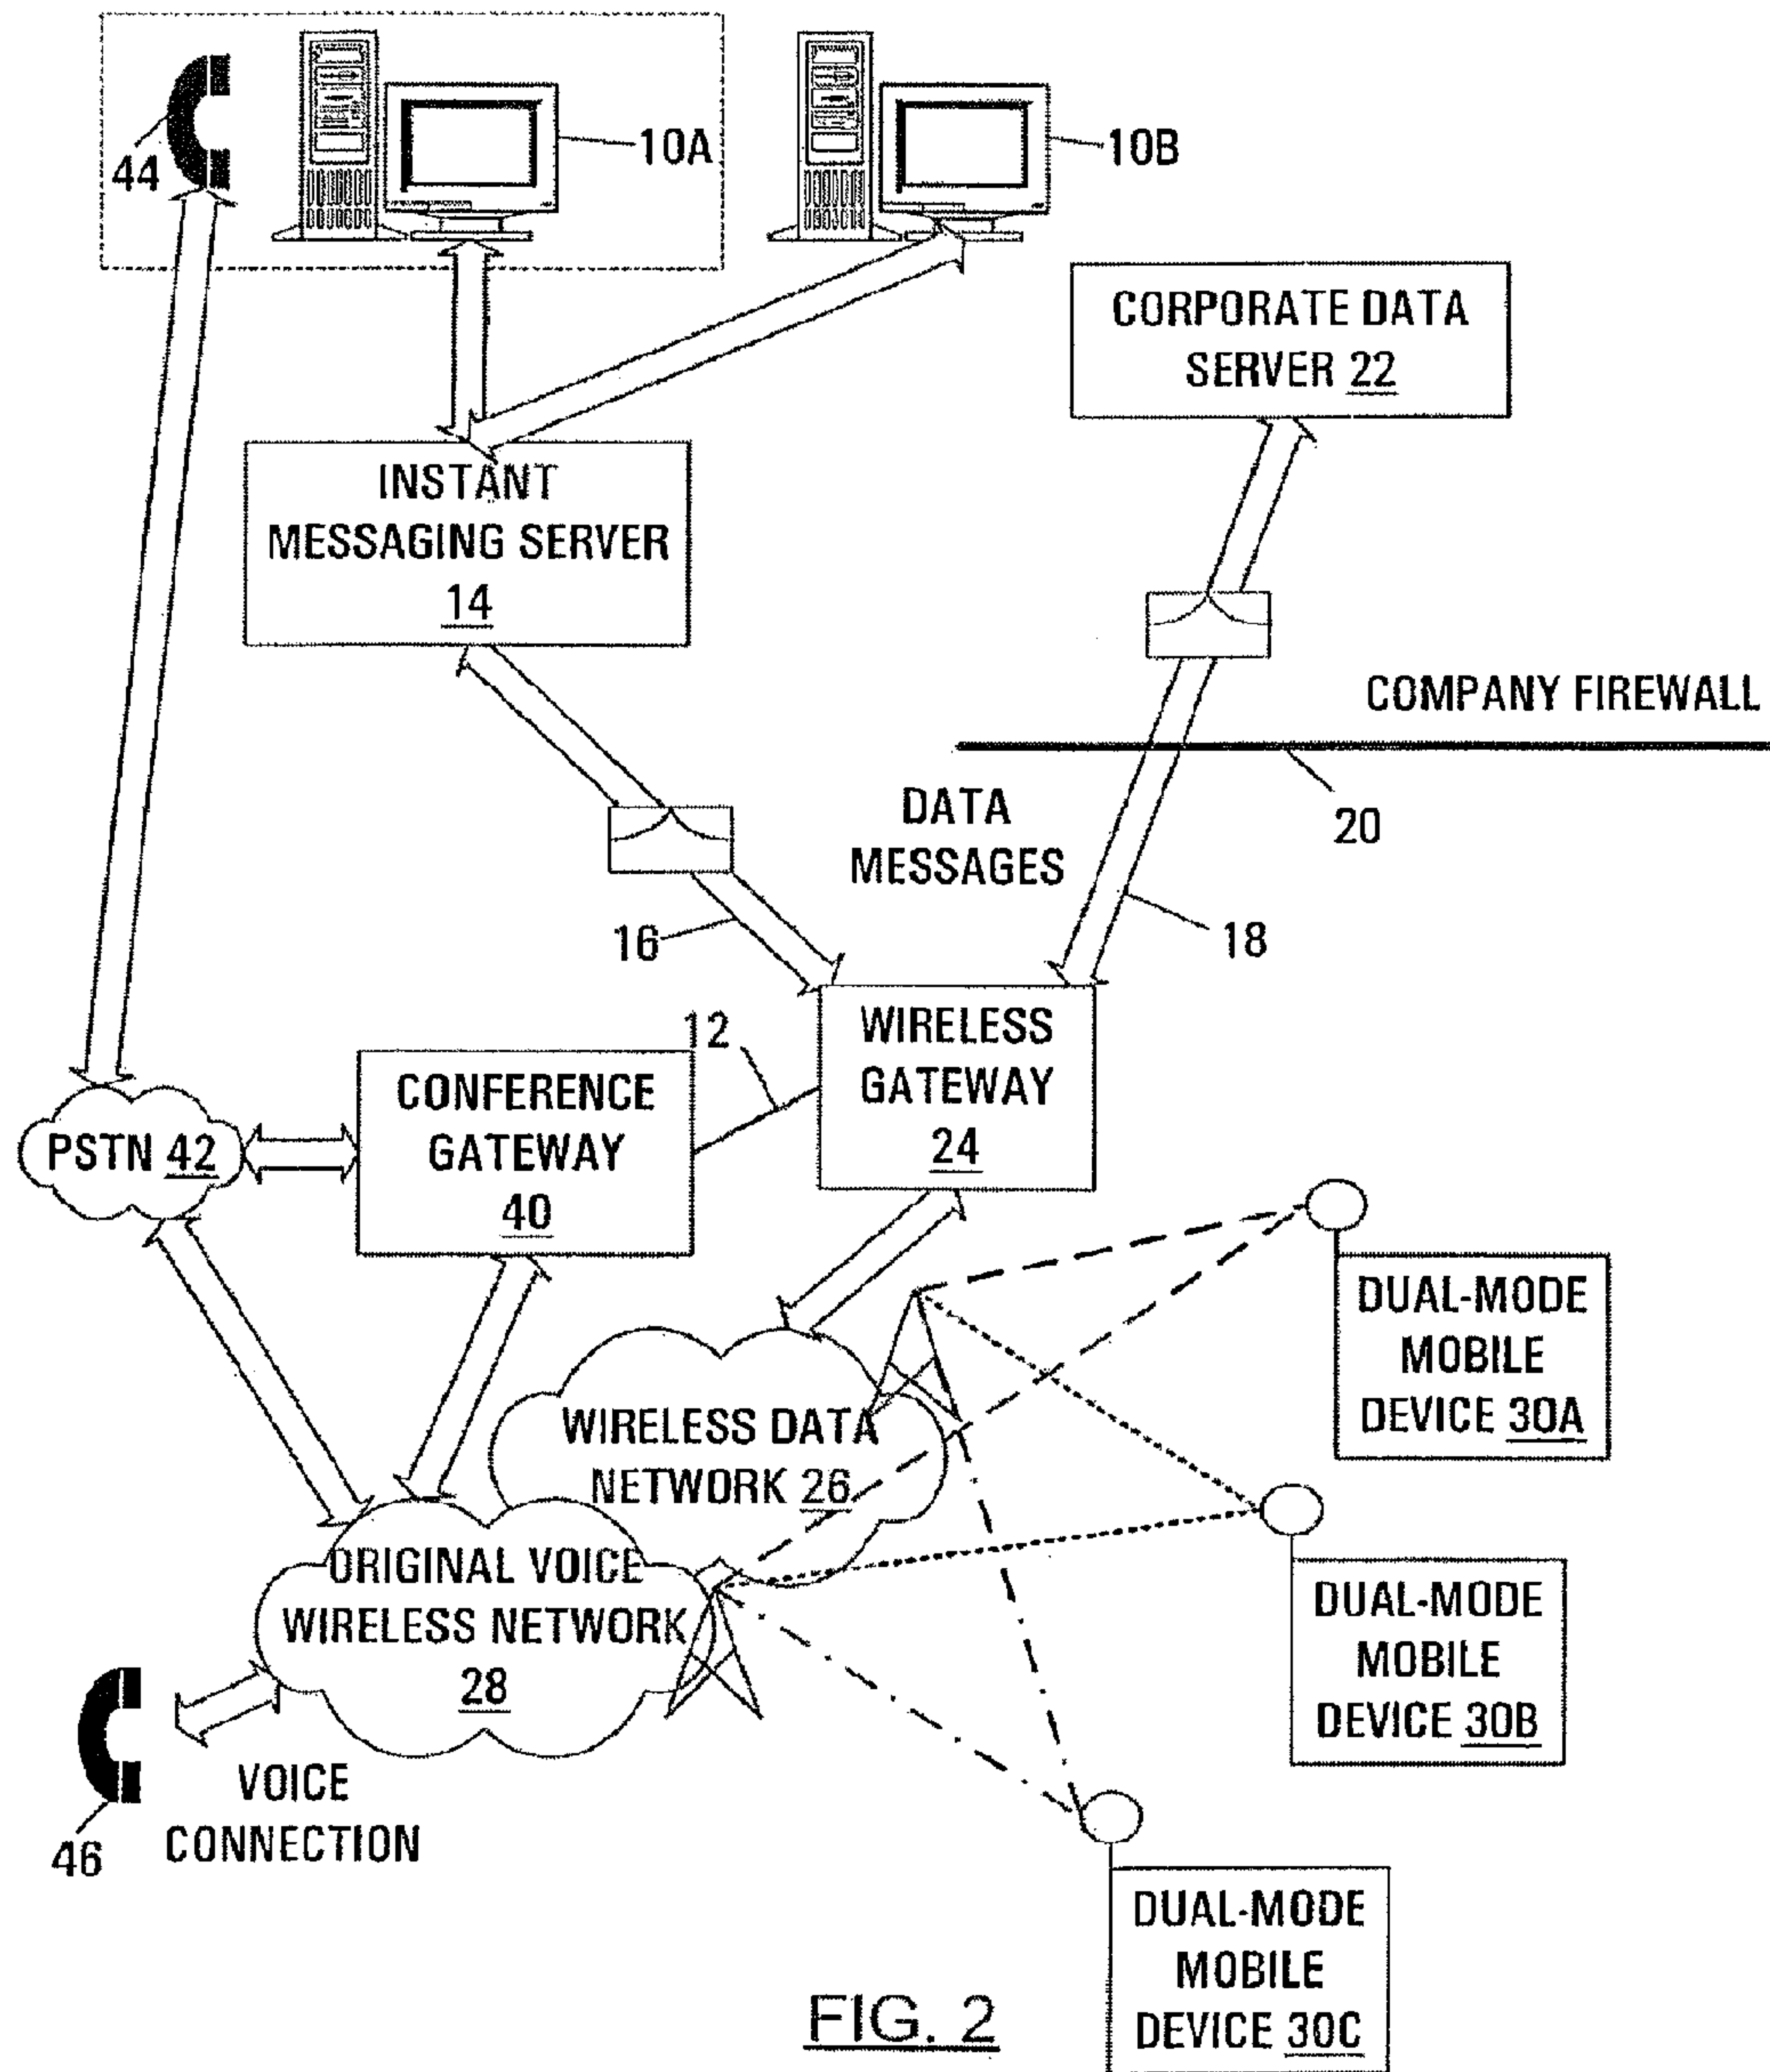 44
10A
10B
CORPORATE DATA
SERVER 22
INSTANT
MESSAGING SERVER
14
COMPANY FIREWALL
20
DATA
MESSAGES
16
18
12
WIRELESS
GATEWAY
24
CONFERENCE
GATEWAY
40
PSTN 42
DUAL-MODE
MOBILE
DEVICE 30A
WIRELESS DATA
NETWORK 26
ORIGINAL VOICE
WIRELESS NETWORK
28
DUAL-MODE
MOBILE
DEVICE 30B
VOICE
CONNECTION
46
DUAL-MODE
MOBILE
DEVICE 30C
FIG. 2